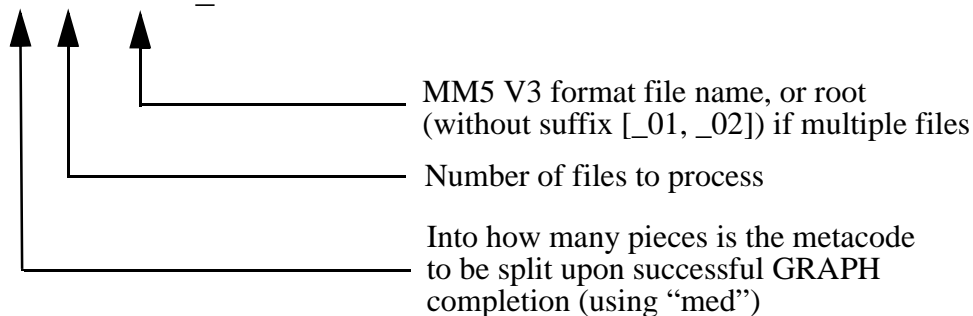 MM5 V3 format file name, or root
(without suffix [_01, _02]) if multiple files
Number of files to process
Into how many pieces is the metacode
to be split upon successful GRAPH
completion (using “med”)